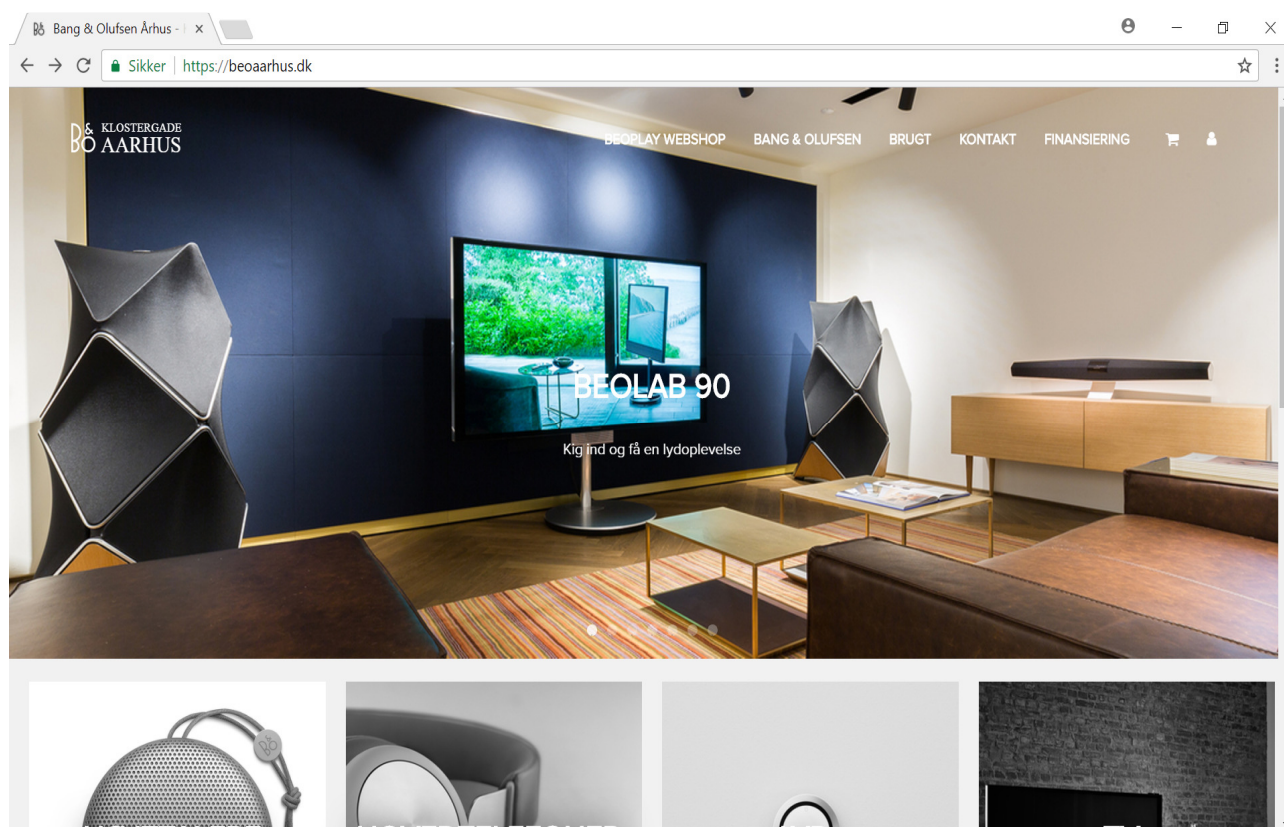 Bang & Olufsen Århus -
Sikker
https://beoaarhus.dk
B&O KLOSTERGADE
AARHUS
BEOPLAY WEBSHOP
BANG & OLUFSEN
BRUGT
KONTAKT
FINANSIERING
BEOLAB 90
Kig ind og få en lydoplevelse